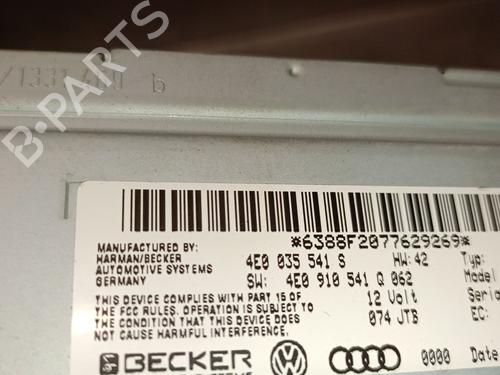 1331 4E0 b
B-PARTS
*6388F2077629269*
MANUFACTURED BY:
HARMAN/BECKER
AUTOMOTIVE SYSTEMS
GERMANY
4E0 035 541 S HW: 42 Typ:
SW: 4E0 910 541 Q 062 Model
THIS DEVICE COMPLIES WITH PART 15 OF
THE FCC RULES. OPERATION IS SUBJECT TO
THE CONDITION THAT THIS DEVICE DOES
NOT CAUSE HARMFUL INTERFERENCE.
12 Volt Seria
074 JTB EC:
BECKER 0000 Date